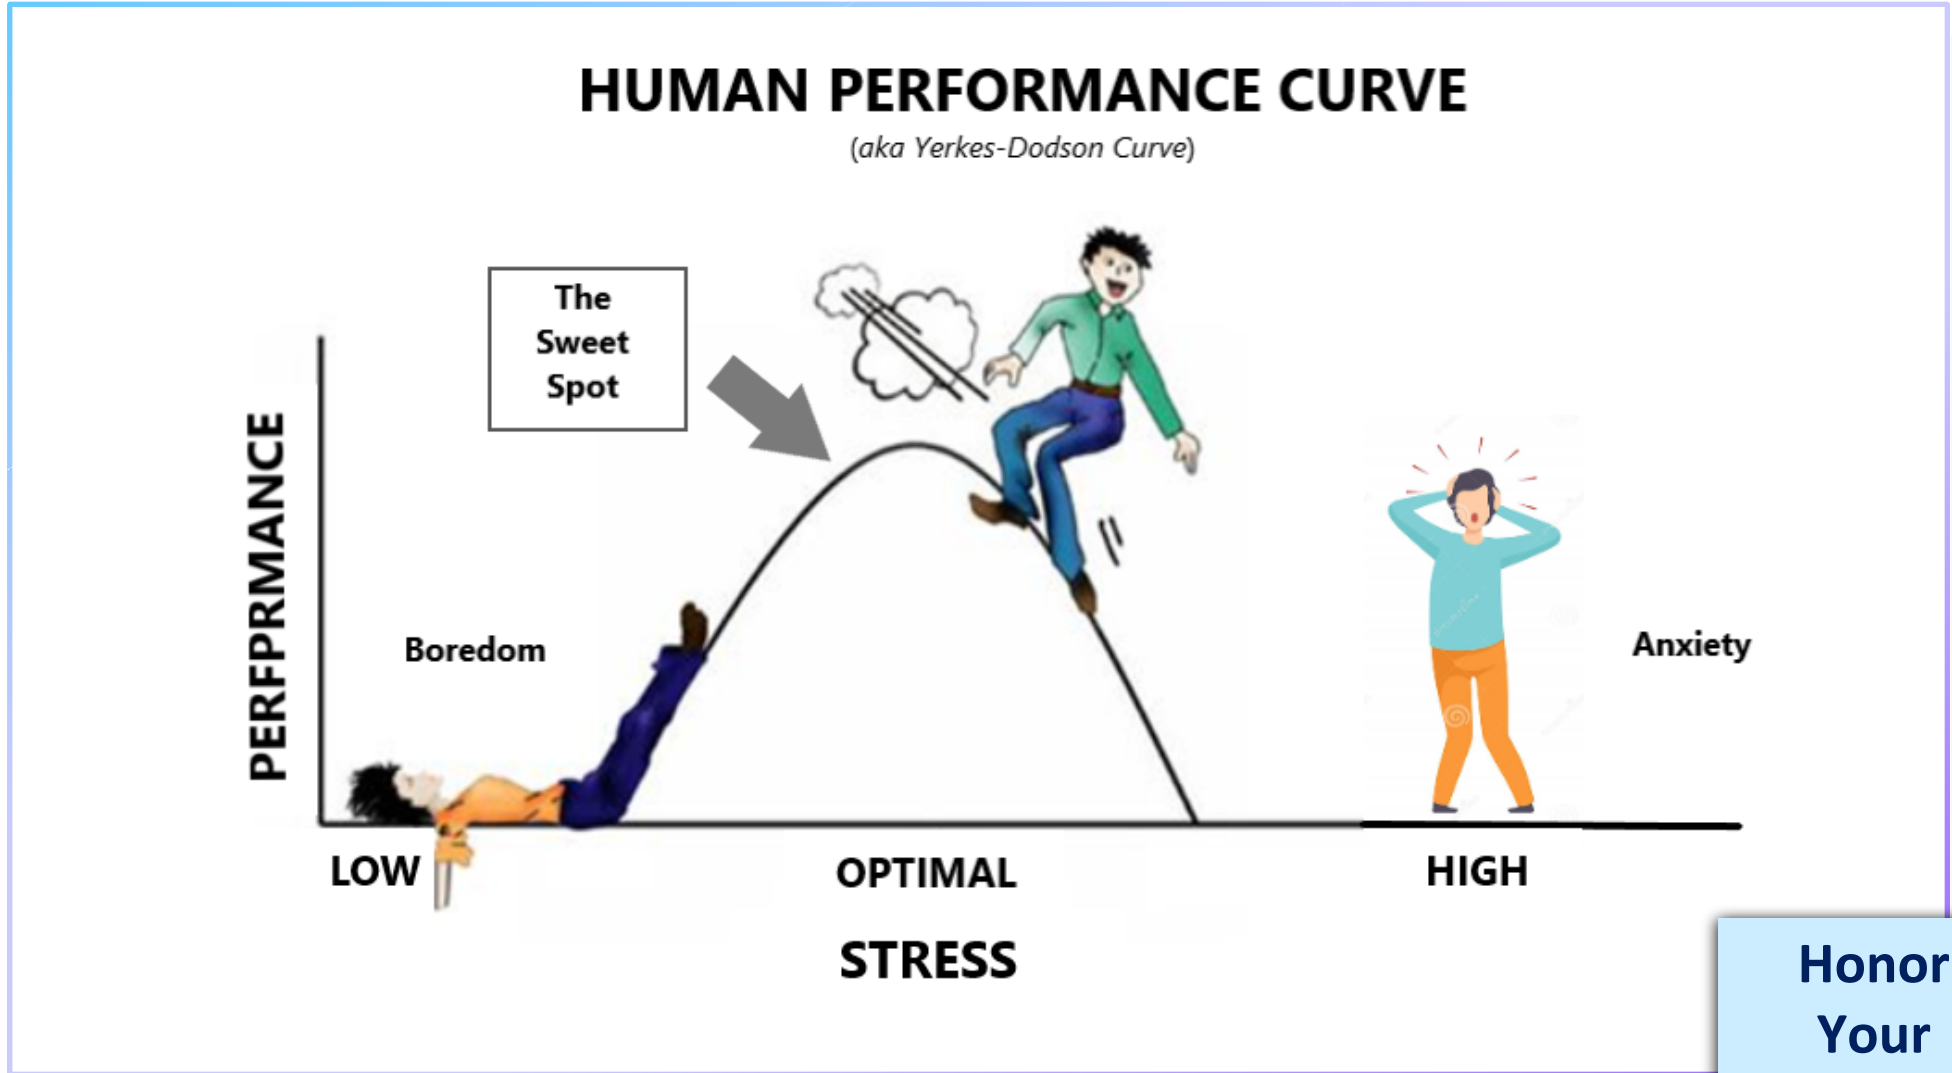 HUMAN PERFORMANCE CURVE
(aka Yerkes-Dodson Curve)
The
Sweet
Spot
PERFPRMANCE
Boredom
Anxiety
LOW
OPTIMAL
HIGH
STRESS
Honor
Your